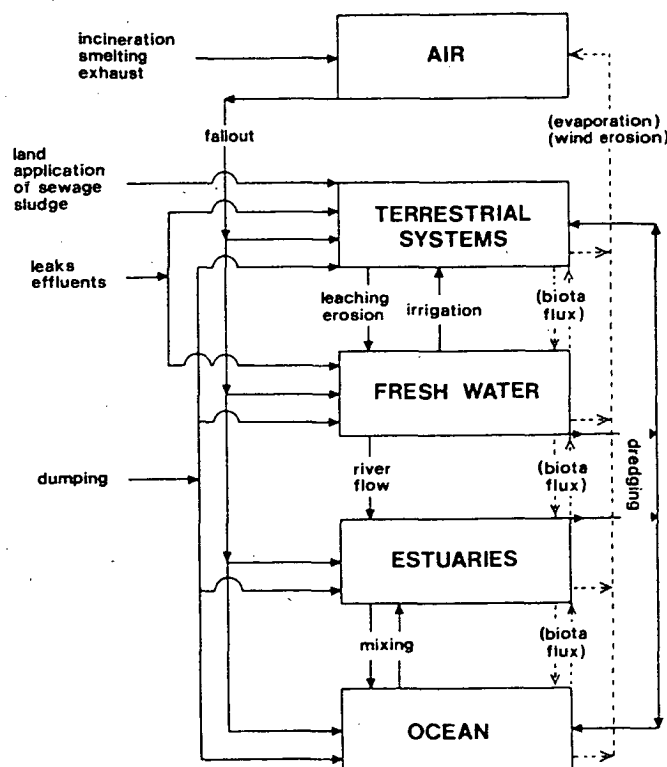 incineration
smelting
exhaust
AIR
fallout
(evaporation)
(wind erosion)
land
application
of sewage
sludge
TERRESTRIAL
SYSTEMS
leaks
effluents
leaching
erosion
irrigation
(biota
flux)
FRESH WATER
dumping
river
flow
(biota
flux)
dredging
ESTUARIES
mixing
(biota
flux)
OCEAN